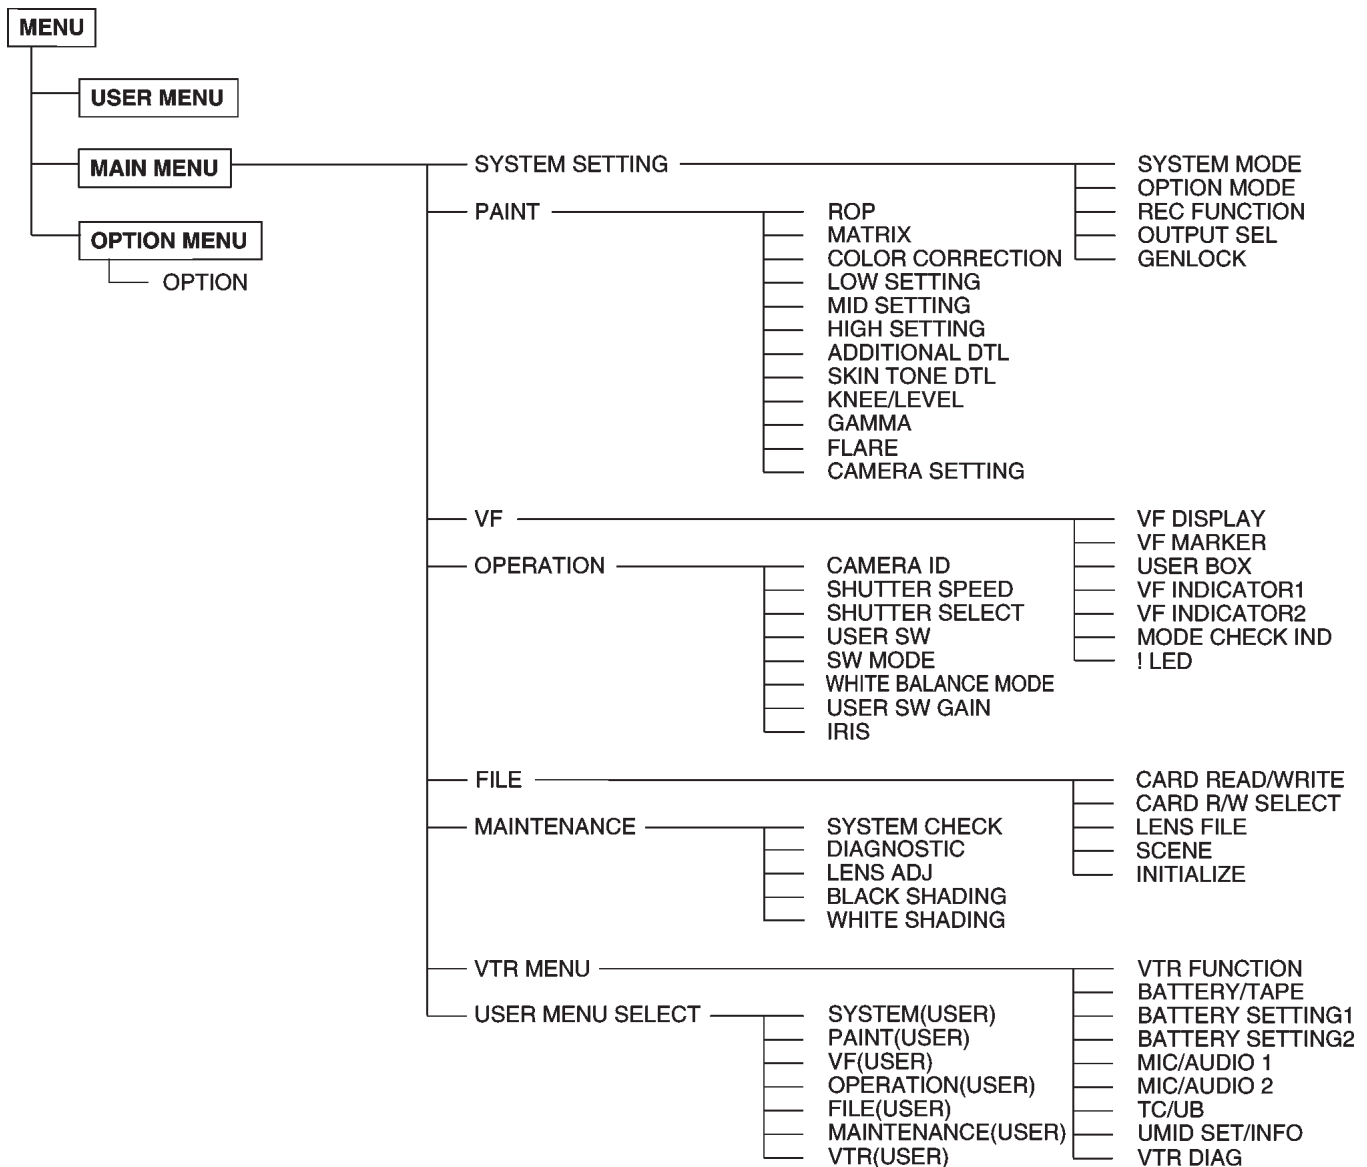 MENU
USER MENU
MAIN MENU
OPTION MENU
OPTION
SYSTEM SETTING
SYSTEM MODE
OPTION MODE
REC FUNCTION
OUTPUT SEL
GENLOCK
PAINT
ROP
MATRIX
COLOR CORRECTION
LOW SETTING
MID SETTING
HIGH SETTING
ADDITIONAL DTL
SKIN TONE DTL
KNEE/LEVEL
GAMMA
FLARE
CAMERA SETTING
VF
VF DISPLAY
VF MARKER
USER BOX
VF INDICATOR1
VF INDICATOR2
MODE CHECK IND
! LED
OPERATION
CAMERA ID
SHUTTER SPEED
SHUTTER SELECT
USER SW
SW MODE
WHITE BALANCE MODE
USER SW GAIN
IRIS
FILE
CARD READ/WRITE
CARD R/W SELECT
LENS FILE
SCENE
INITIALIZE
MAINTENANCE
SYSTEM CHECK
DIAGNOSTIC
LENS ADJ
BLACK SHADING
WHITE SHADING
VTR MENU
VTR FUNCTION
BATTERY/TAPE
BATTERY SETTING1
BATTERY SETTING2
MIC/AUDIO 1
MIC/AUDIO 2
TC/UB
UMID SET/INFO
VTR DIAG
USER MENU SELECT
SYSTEM(USER)
PAINT(USER)
VF(USER)
OPERATION(USER)
FILE(USER)
MAINTENANCE(USER)
VTR(USER)